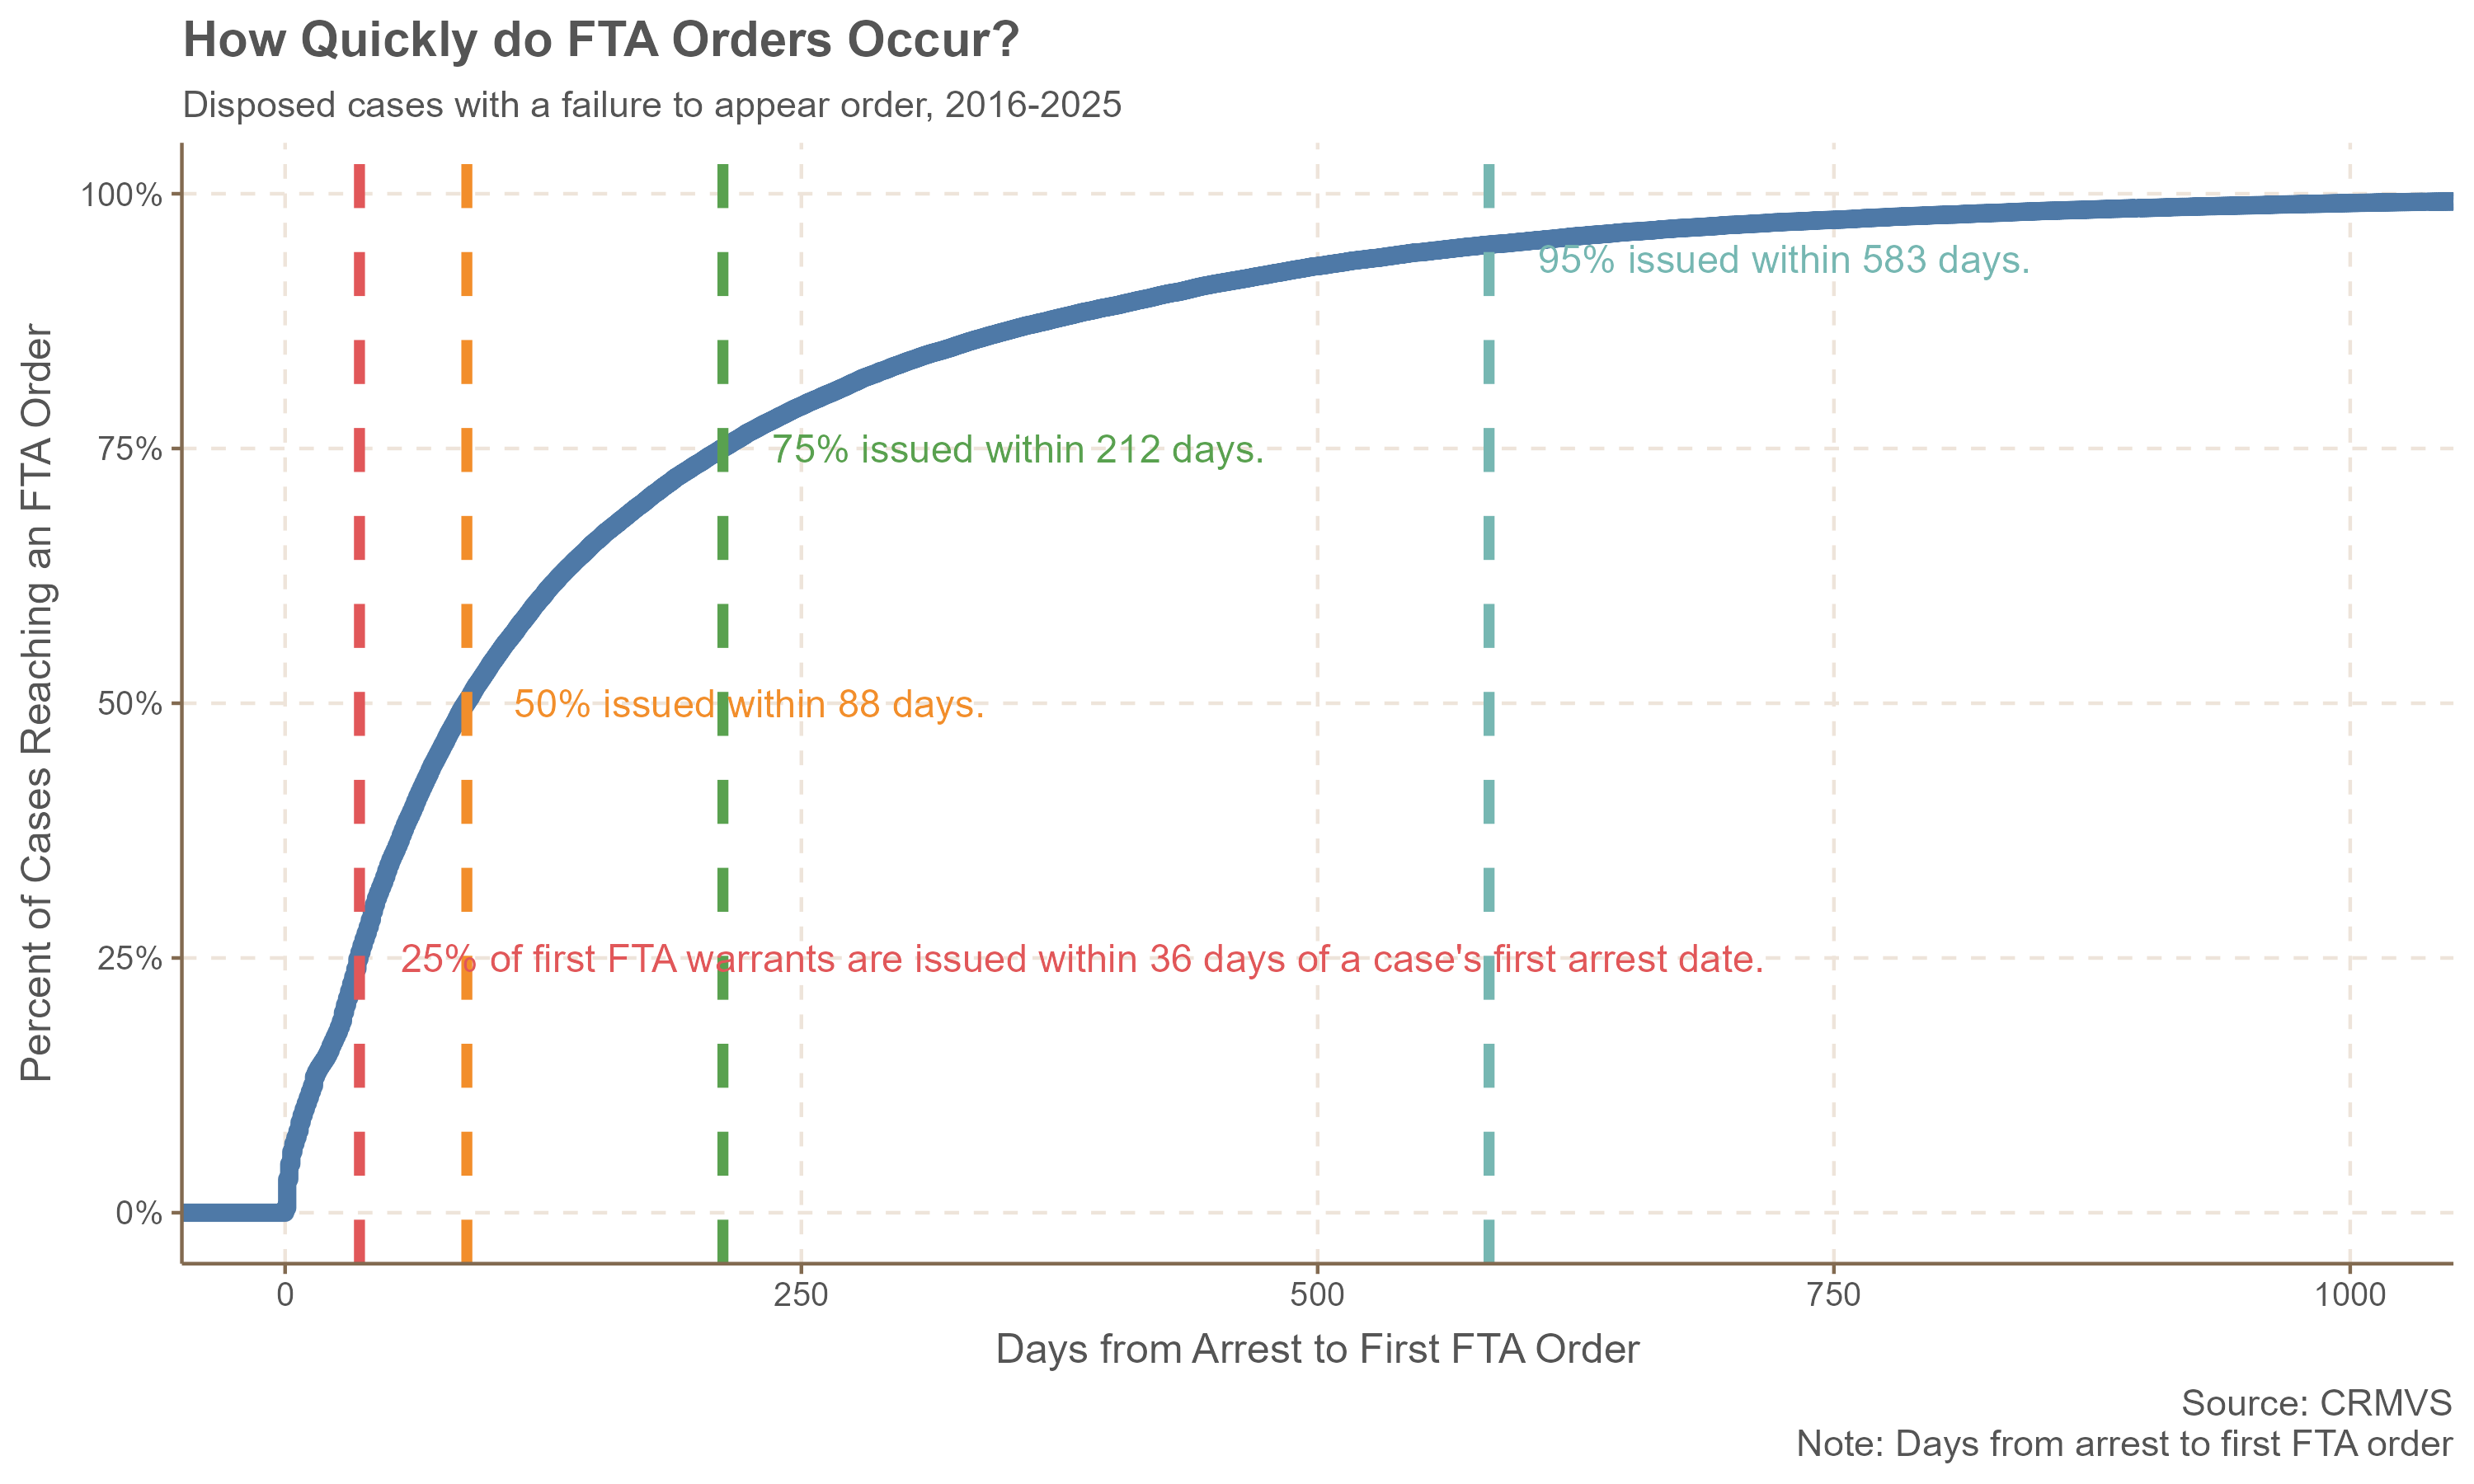 How Quickly do FTA Orders Occur?
Disposed cases with a failure to appear order, 2016-2025
Percent of Cases Reaching an FTA Order
100%
75%
50%
25%
0%
95% issued within 583 days.
75% issued within 212 days.
50% issued within 88 days.
25% of first FTA warrants are issued within 36 days of a case's first arrest date.
0
250
500
750
1000
Days from Arrest to First FTA Order
Source: CRMVS
Note: Days from arrest to first FTA order